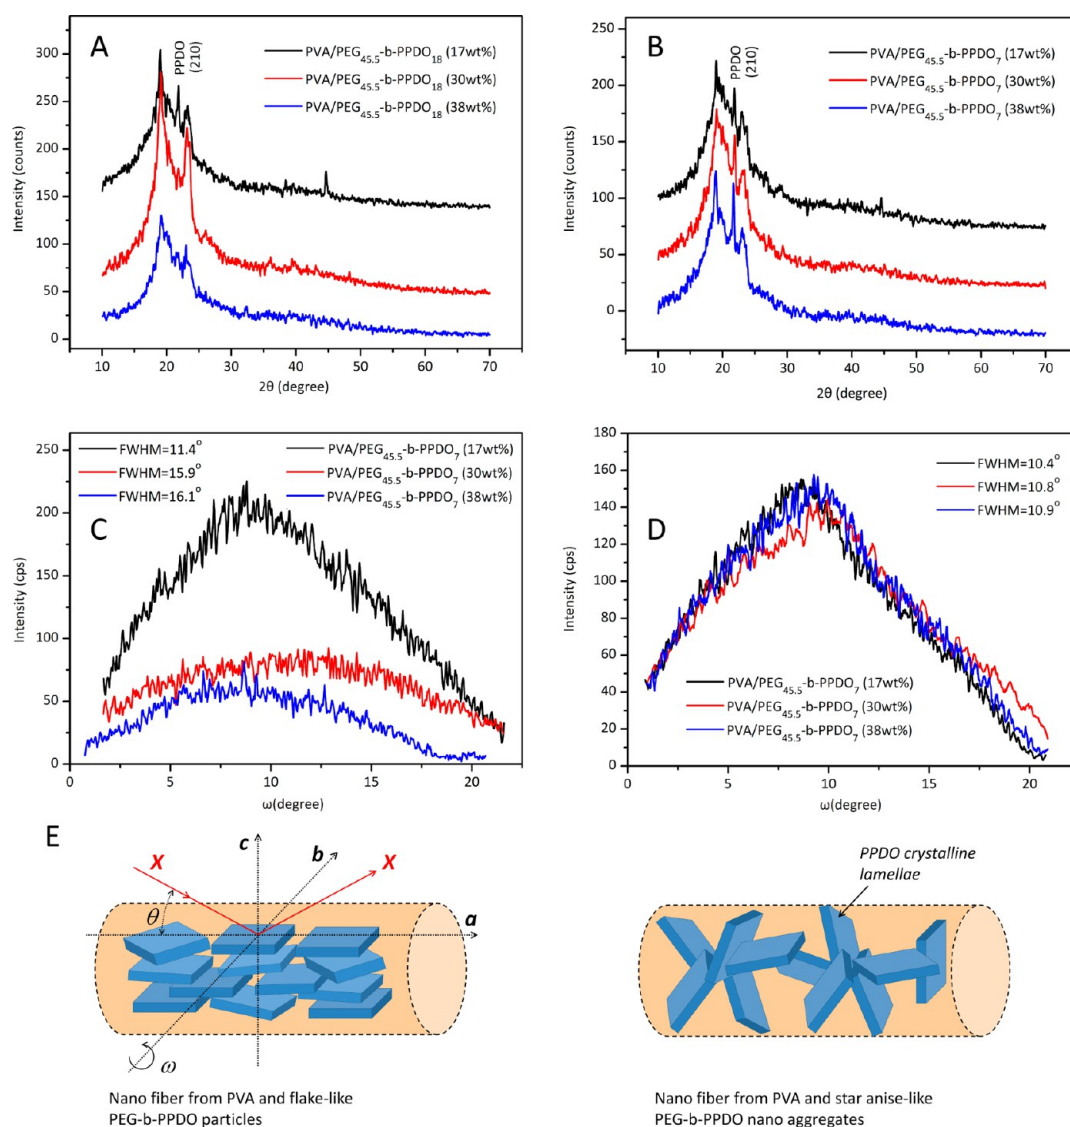 A
PPDO
(210)
PVA/PEG45.5-b-PPDO18 (17wt%)
PVA/PEG45.5-b-PPDO18 (30wt%)
PVA/PEG45.5-b-PPDO18 (38wt%)
Intensity (counts)
300
250
200
150
100
50
0
10 20 30 40 50 60 70
2θ (degree)
B
PPDO
(210)
PVA/PEG45.5-b-PPDO7 (17wt%)
PVA/PEG45.5-b-PPDO7 (30wt%)
PVA/PEG45.5-b-PPDO7 (38wt%)
Intensity (counts)
250
200
150
100
50
0
10 20 30 40 50 60 70
2θ (degree)
C
FWHM=11.4°
FWHM=15.9°
FWHM=16.1°
PVA/PEG45.5-b-PPDO7 (17wt%)
PVA/PEG45.5-b-PPDO7 (30wt%)
PVA/PEG45.5-b-PPDO7 (38wt%)
Intensity (cps)
250
200
150
100
50
0
0 5 10 15 20
ω(degree)
D
FWHM=10.4°
FWHM=10.8°
FWHM=10.9°
PVA/PEG45.5-b-PPDO7 (17wt%)
PVA/PEG45.5-b-PPDO7 (30wt%)
PVA/PEG45.5-b-PPDO7 (38wt%)
Intensity (cps)
180
160
140
120
100
80
60
40
20
0
0 5 10 15 20
ω(degree)
E
X
c
b
X
θ
a
ω
Nano fiber from PVA and flake-like
PEG-b-PPDO particles
PPDO crystalline
lamellae
Nano fiber from PVA and star anise-like
PEG-b-PPDO nano aggregates